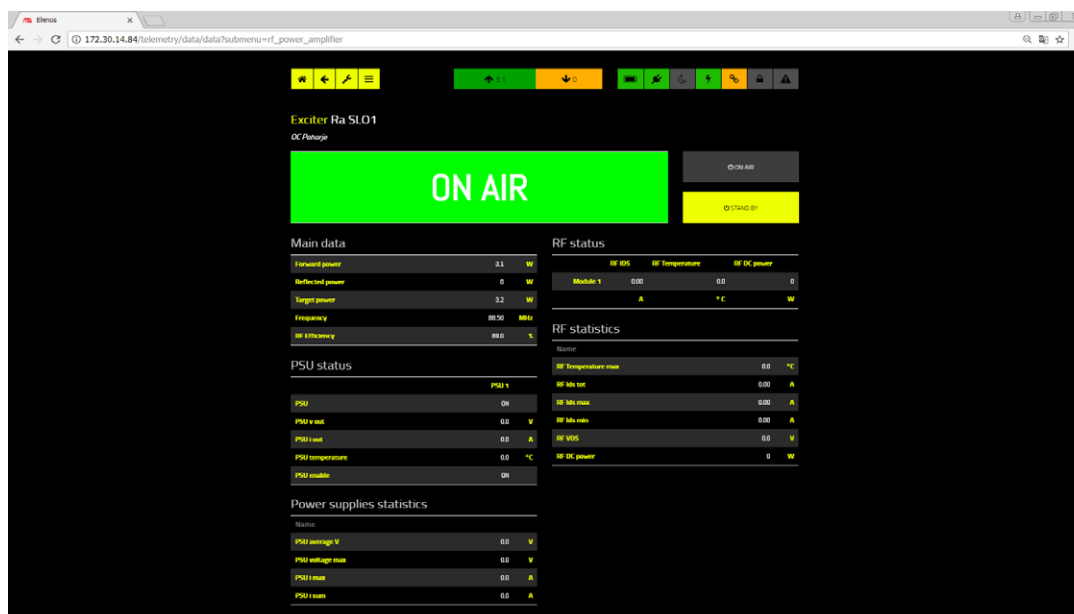 Elenos
172.30.14.84/telemetry/data/data?submenu=rf_power_amplifier
3.1
0
Exciter Ra SLO1
OC Pohorje
ON AIR
ON AIR
STAND BY
Main data
Forward power 3.1 W
Reflected power 0 W
Target power 3.2 W
Frequency 88.50 MHz
RF Efficiency 89.0 %
PSU status
PSU 1
PSU ON
PSU v out 0.0 V
PSU i out 0.0 A
PSU temperature 0.0 °C
PSU enable ON
Power supplies statistics
Name
PSU average V 0.0 V
PSU voltage max 0.0 V
PSU I max 0.0 A
PSU I sum 0.0 A
RF status
RF IDS RF Temperature RF DC power
Module 1 0.00 0.0 0
A ° C W
RF statistics
Name
RF Temperature max 0.0 °C
RF Ids tot 0.00 A
RF Ids max 0.00 A
RF Ids min 0.00 A
RF VDS 0.0 V
RF DC power 0 W